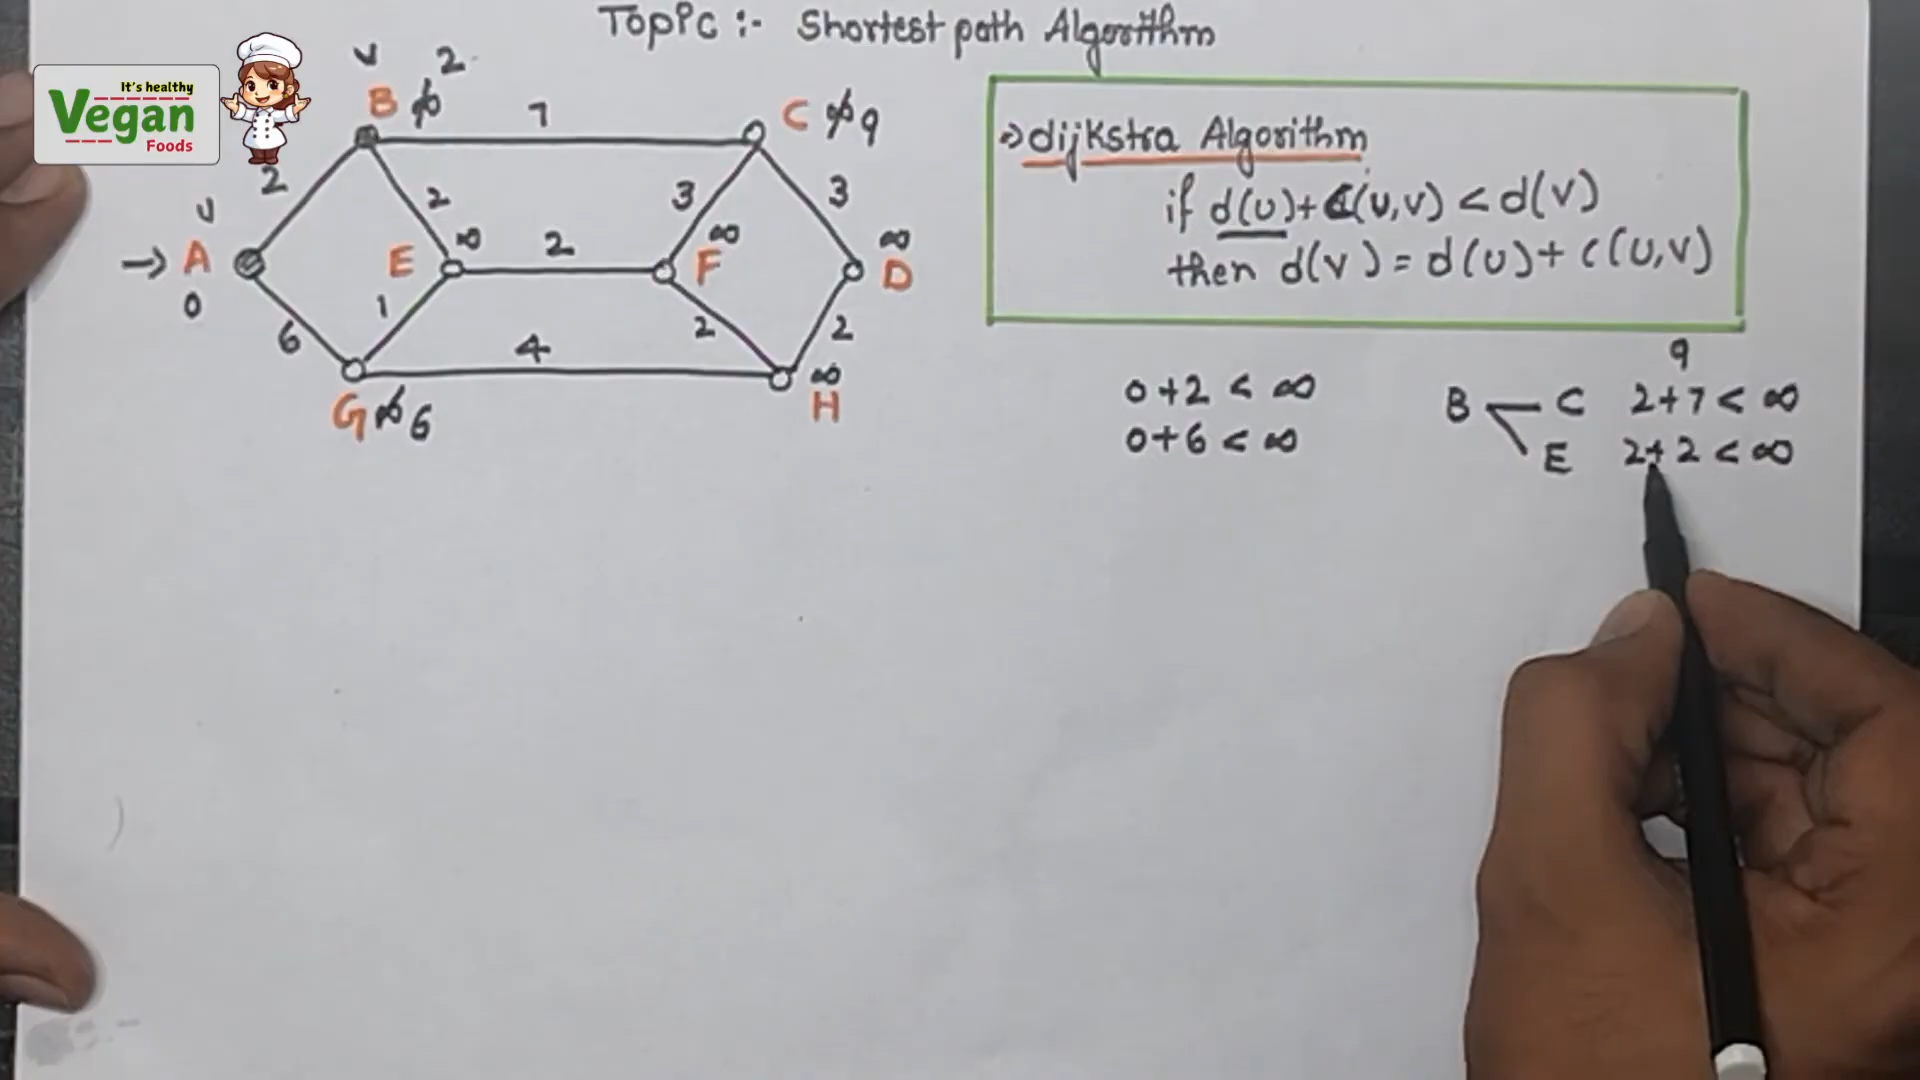 Topic :- Shortest path Algorithm
It's healthy
Vegan
Foods
⇒ dijkstra Algorithm
if d(u)+c(u,v) < d(v)
then d(v) = d(u) + c(u,v)
v 2
B ∞ 7 C ∞ 9
2
v
2 3 3
→ A E ∞ 2 ∞ F ∞ D
0
6 1 4 2 2
G ∞ 6 ∞ H
0+2 < ∞
0+6 < ∞
9
B C 2+7 < ∞
E 2+2 < ∞